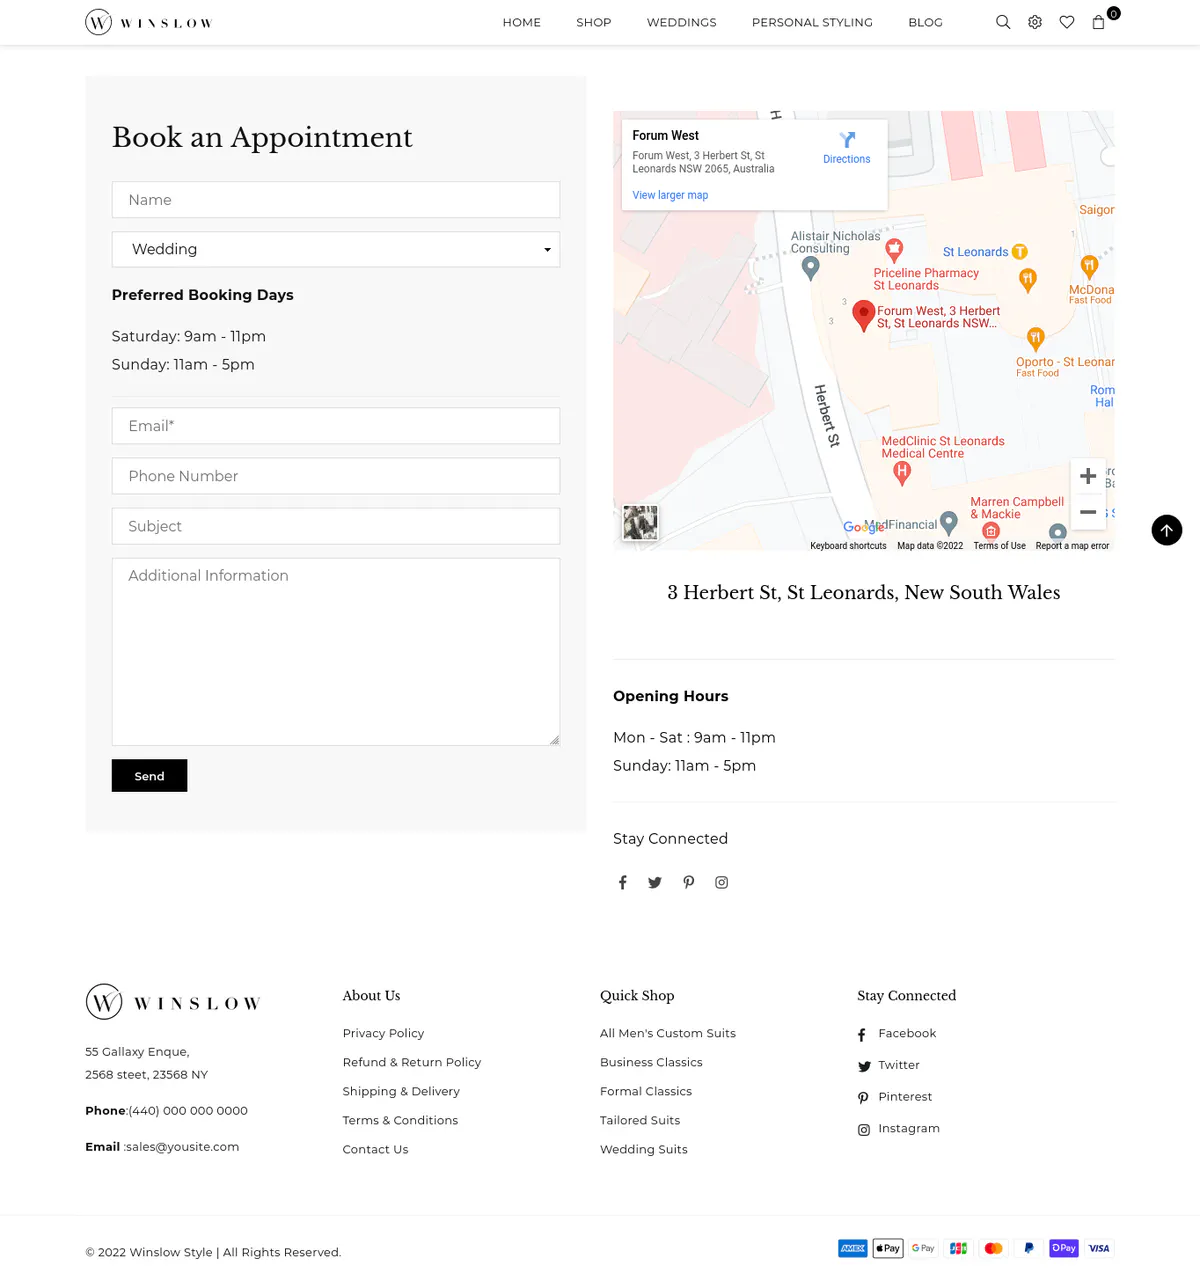 WINSLOW
HOME SHOP WEDDINGS PERSONAL STYLING BLOG
0
Book an Appointment
Name
Wedding
Preferred Booking Days
Saturday: 9am - 11pm
Sunday: 11am - 5pm
Email*
Phone Number
Subject
Additional Information
Send
Forum West
Forum West, 3 Herbert St, St
Leonards NSW 2065, Australia
Directions
View larger map
H
Saigon
Alistair Nicholas
Consulting
St Leonards
T
Priceline Pharmacy
St Leonards
McDona
Fast Food
1
3
3
Forum West, 3 Herbert
St, St Leonards NSW...
Oporto - St Leonar
Fast Food
Rom
Hal
Herbert St
MedClinic St Leonards
Medical Centre
H
Marren Campbell
& Mackie
MedFinancial
Google
Keyboard shortcuts Map data ©2022 Terms of Use Report a map error
3 Herbert St, St Leonards, New South Wales
Opening Hours
Mon - Sat : 9am - 11pm
Sunday: 11am - 5pm
Stay Connected
W WINSLOW
55 Gallaxy Enque,
2568 steet, 23568 NY
Phone:(440) 000 000 0000
Email :sales@yousite.com
About Us
Privacy Policy
Refund & Return Policy
Shipping & Delivery
Terms & Conditions
Contact Us
Quick Shop
All Men's Custom Suits
Business Classics
Formal Classics
Tailored Suits
Wedding Suits
Stay Connected
Facebook
Twitter
Pinterest
Instagram
© 2022 Winslow Style | All Rights Reserved.
AMEX Pay G Pay JCB OPay VISA